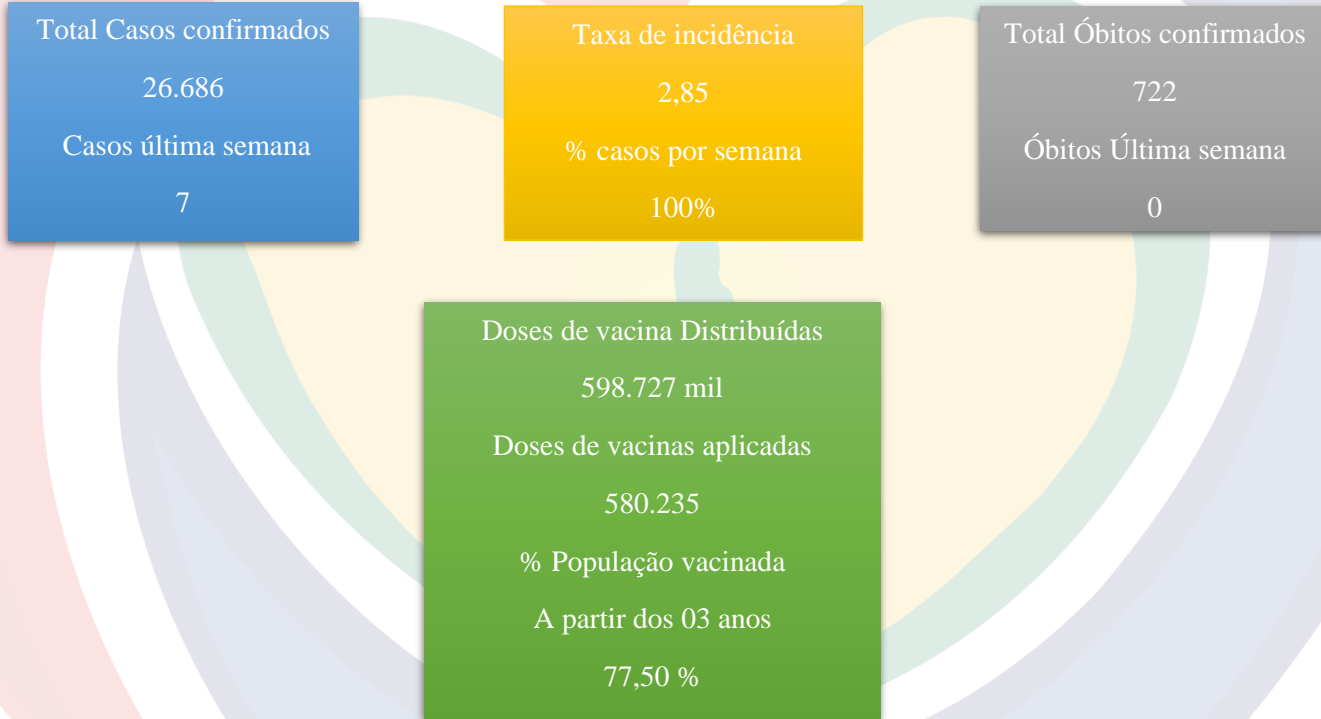 Total Casos confirmados
26.686
Casos última semana
7
Taxa de incidência
2,85
% casos por semana
100%
Total Óbitos confirmados
722
Óbitos Última semana
0
Doses de vacina Distribuídas
598.727 mil
Doses de vacinas aplicadas
580.235
% População vacinada
A partir dos 03 anos
77,50 %